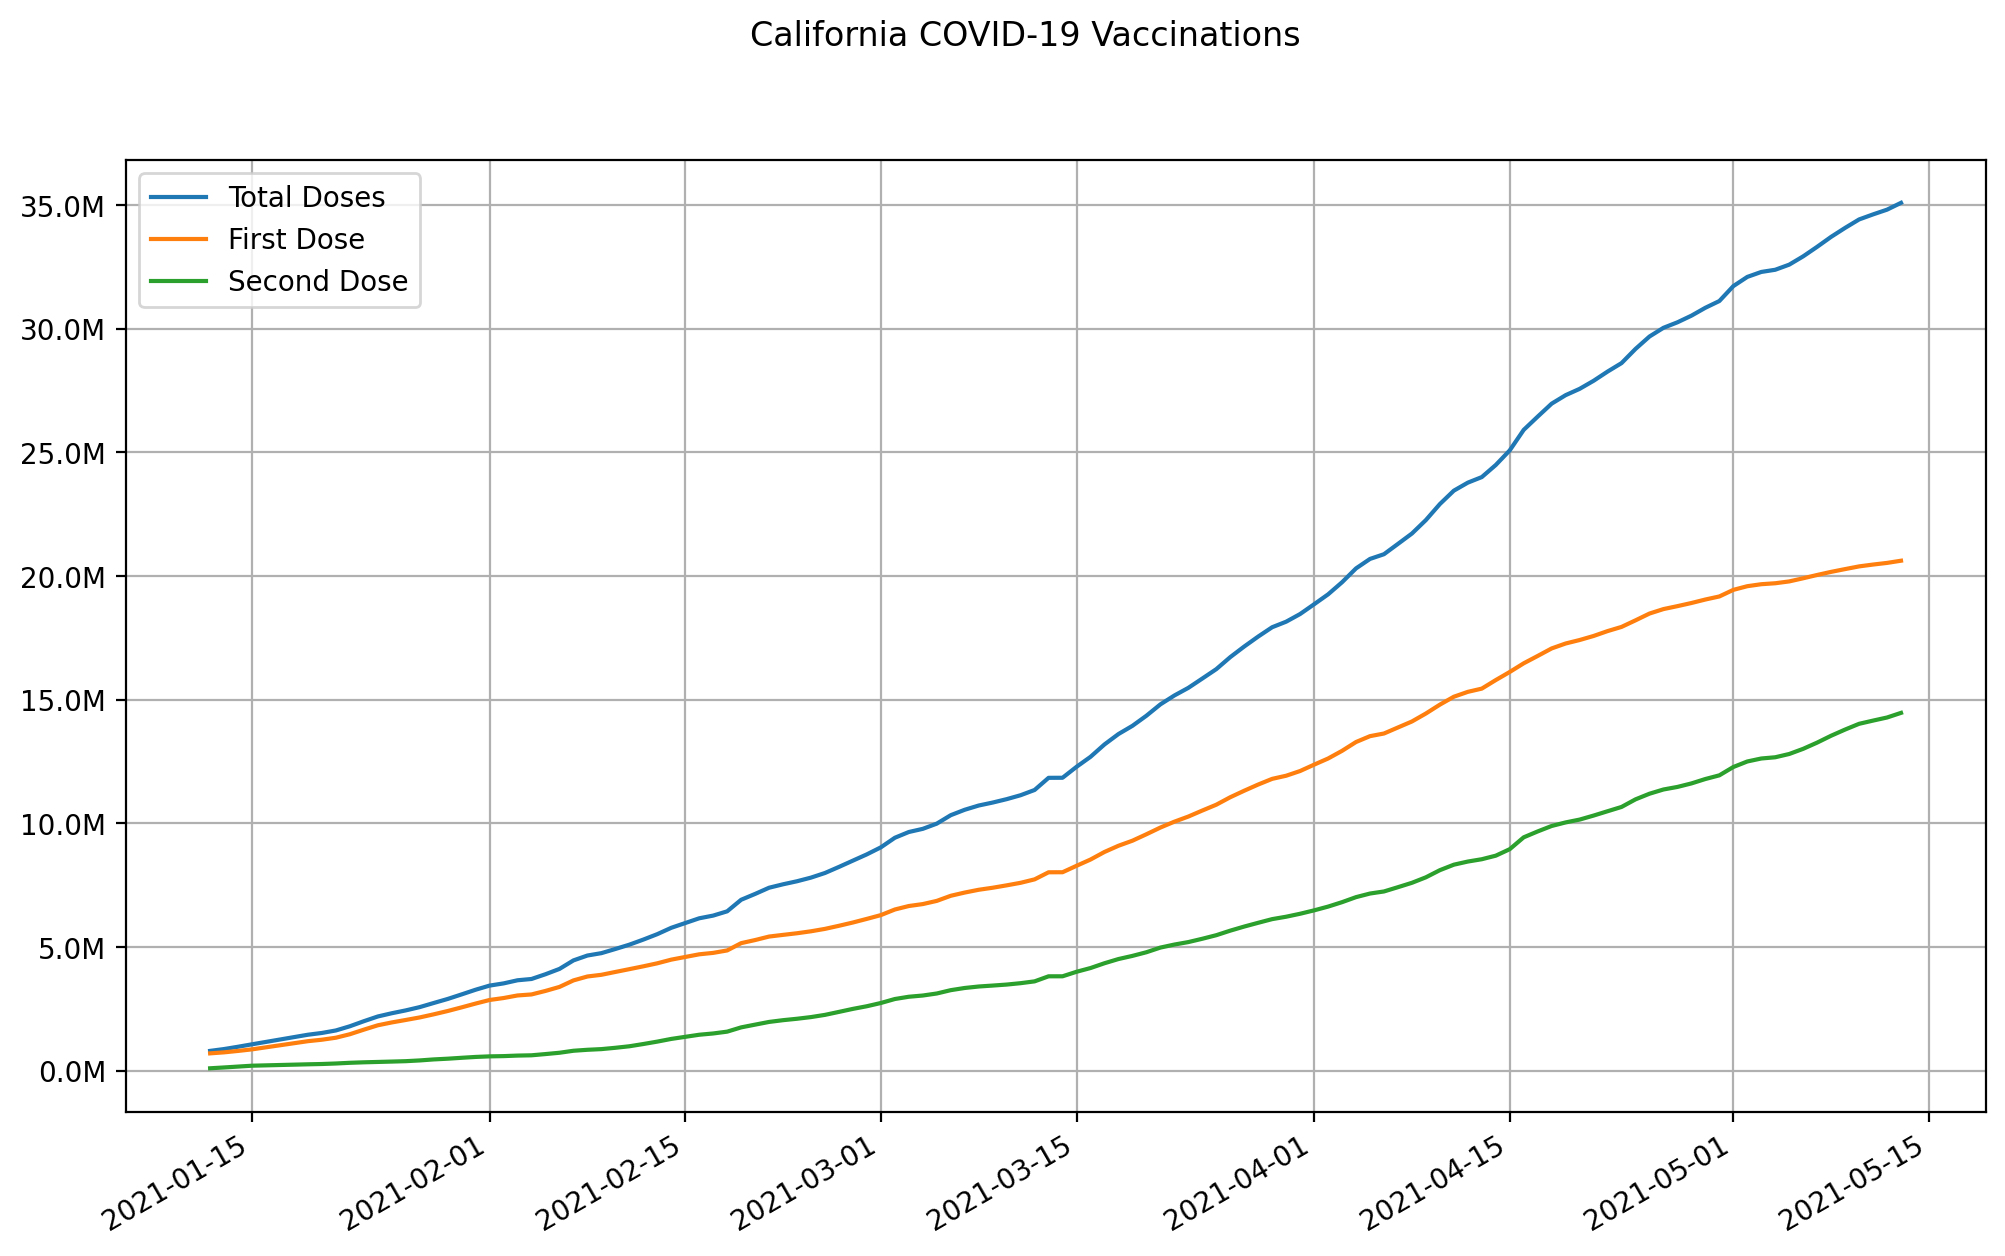 California COVID-19 Vaccinations
Total Doses
First Dose
Second Dose
35.0M
30.0M
25.0M
20.0M
15.0M
10.0M
5.0M
0.0M
2021-01-15
2021-02-01
2021-02-15
2021-03-01
2021-03-15
2021-04-01
2021-04-15
2021-05-01
2021-05-15